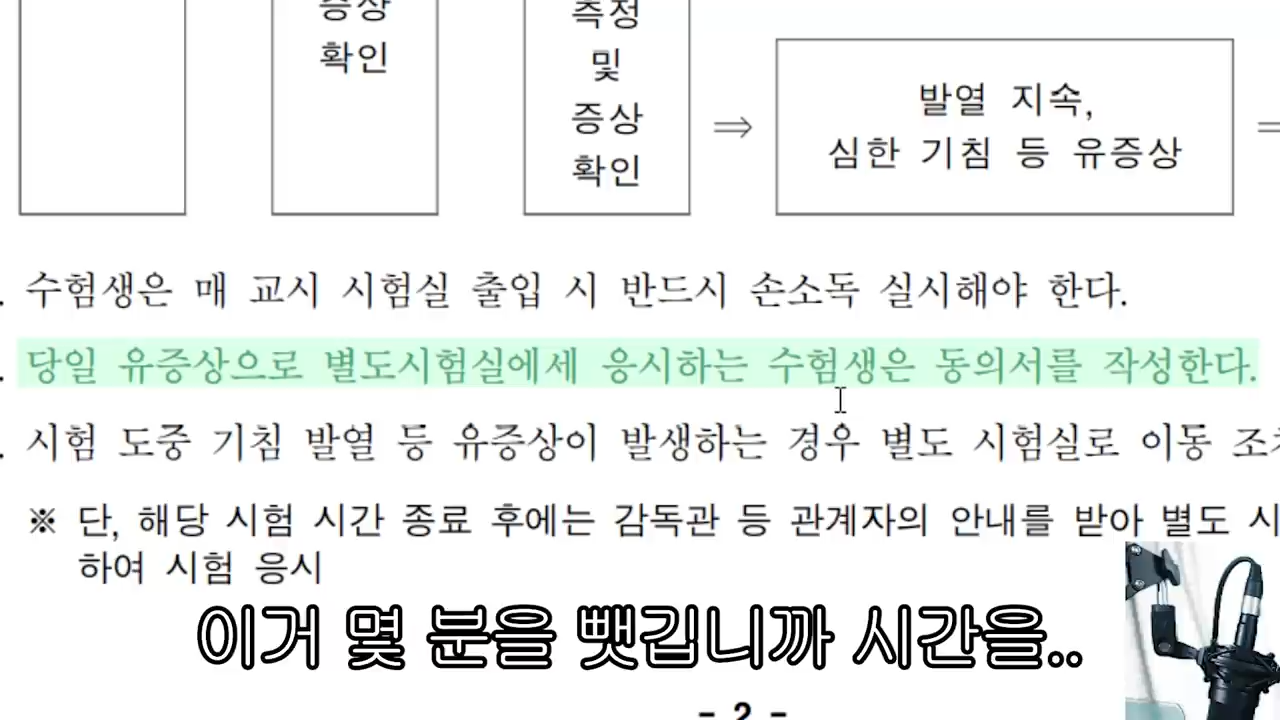 증상
확인
측정
및
증상
확인
⇒
발열 지속,
심한 기침 등 유증상
. 수험생은 매 교시 시험실 출입 시 반드시 손소독 실시해야 한다.
. 당일 유증상으로 별도시험실에세 응시하는 수험생은 동의서를 작성한다.
. 시험 도중 기침 발열 등 유증상이 발생하는 경우 별도 시험실로 이동
※ 단, 해당 시험 시간 종료 후에는 감독관 등 관계자의 안내를 받아 별도
하여 시험 응시
이거 몇 분을 뺏깁니까 시간을..
- 2 -